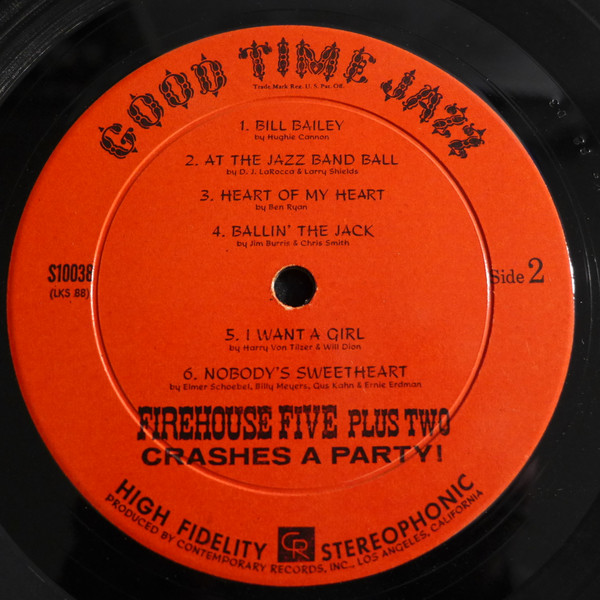 GOOD TIME JAZZ
Trade Mark Reg. U. S. Pat. Off.
1. BILL BAILEY
by Hughie Cannon
2. AT THE JAZZ BAND BALL
by D. J. LaRocca & Larry Shields
3. HEART OF MY HEART
by Ben Ryan
4. BALLIN' THE JACK
by Jim Burris & Chris Smith
S10038
(LKS 88)
Side 2
5. I WANT A GIRL
by Harry Von Tilzer & Will Dion
6. NOBODY'S SWEETHEART
by Elmer Schoebel, Billy Meyers, Gus Kahn & Ernie Erdman
FIREHOUSE FIVE PLUS TWO
CRASHES A PARTY!
HIGH FIDELITY CR STEREOPHONIC
PRODUCED BY CONTEMPORARY RECORDS, INC., LOS ANGELES, CALIFORNIA